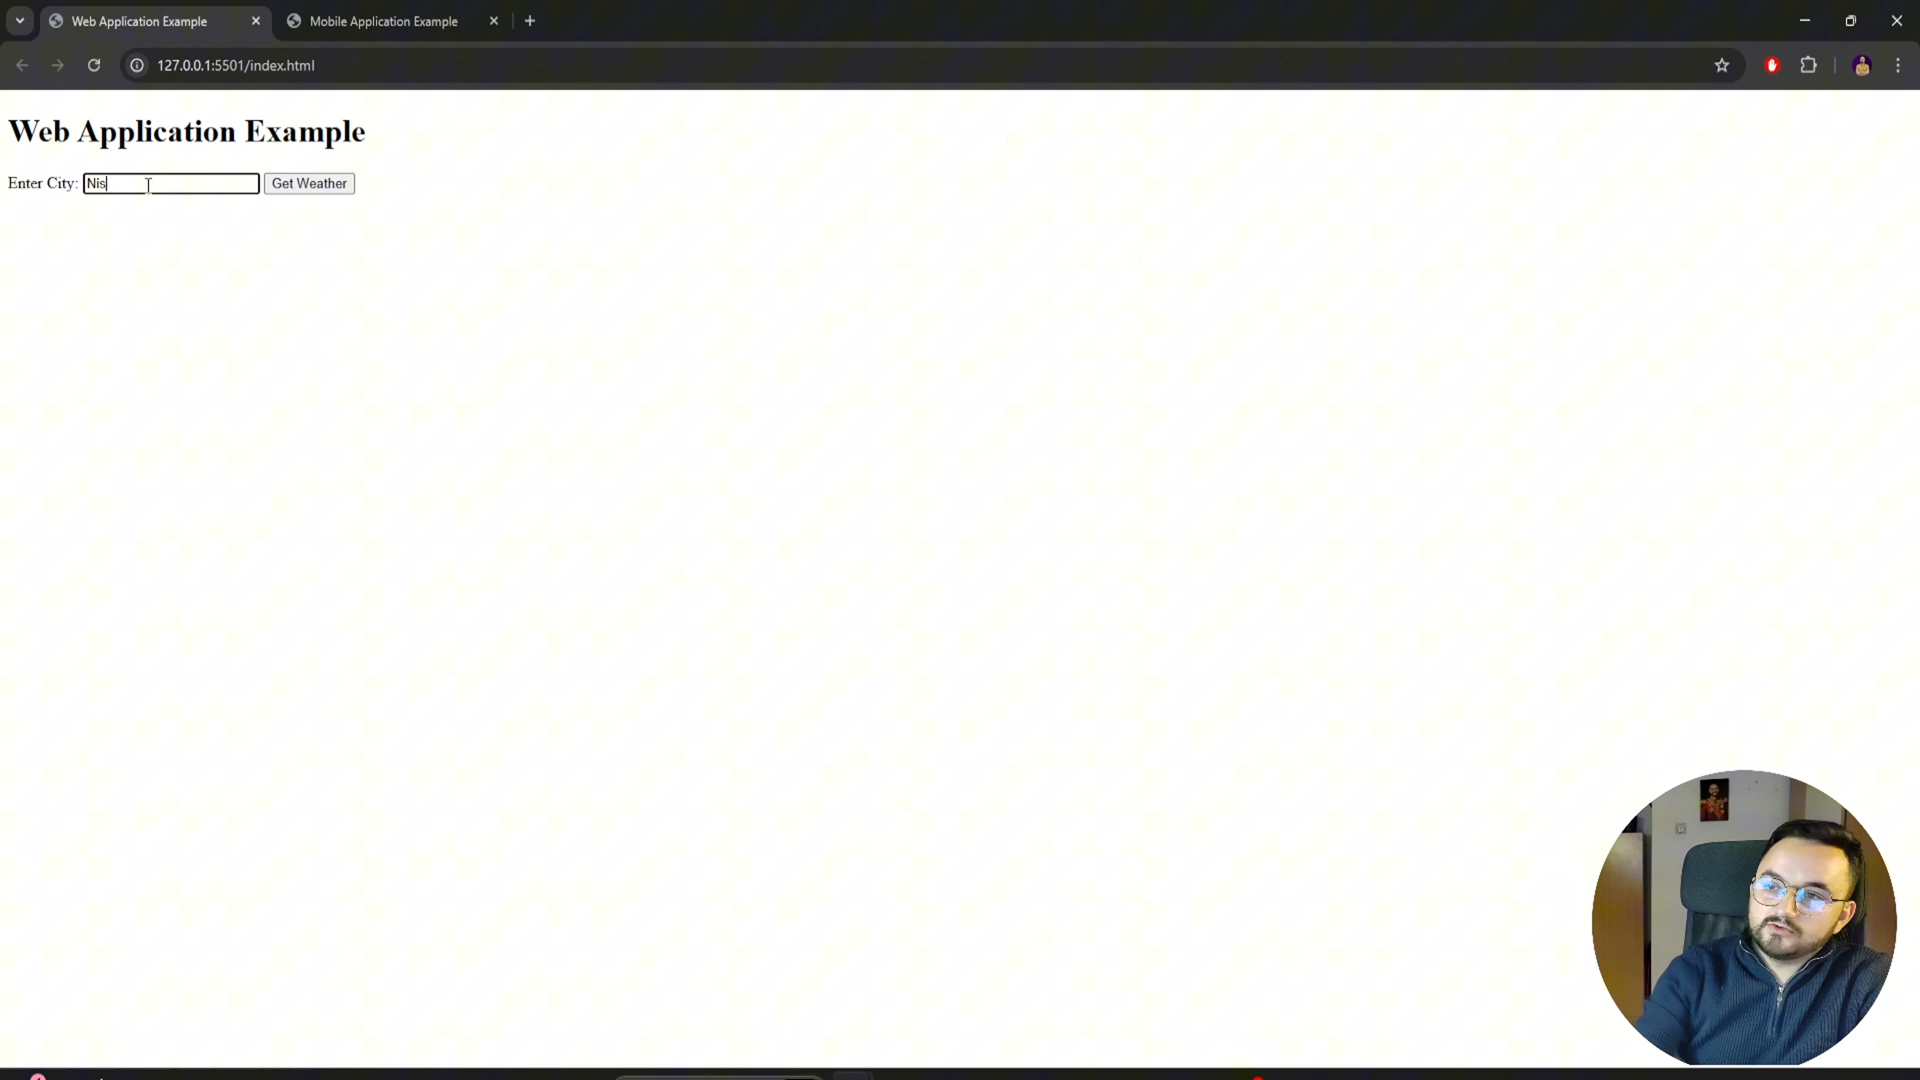 Web Application Example
Mobile Application Example
127.0.0.1:5501/index.html
Web Application Example
Enter City: Nis Get Weather